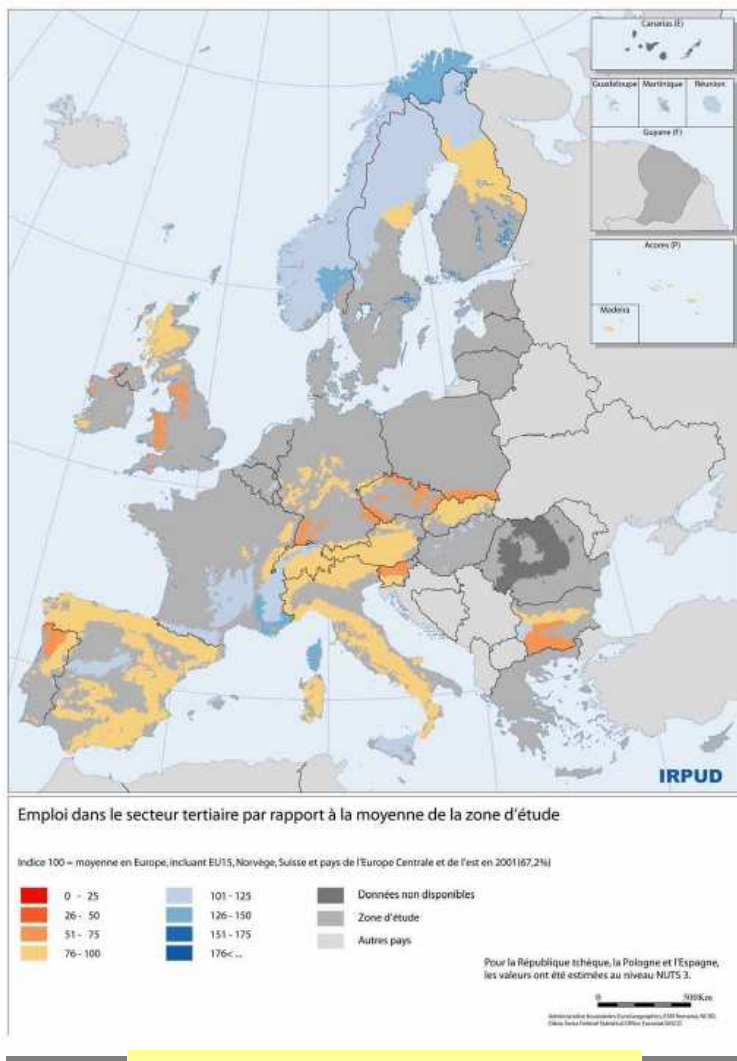 Canarias (E)
Guadeloupe Martinique Réunion
Guyane (F)
Acores (P)
Madeira
IRPUD
Emploi dans le secteur tertiaire par rapport à la moyenne de la zone d'étude
Indice 100 = moyenne en Europe, incluant EU15, Norvège, Suisse et pays de l'Europe Centrale et de l'est en 2001(67,2%)
0 - 25
26 - 50
51 - 75
76 - 100
101 - 125
126 - 150
151 - 175
176< ..
Données non disponibles
Zone d'étude
Autres pays
Pour la République tchèque, la Pologne et l'Espagne,
les valeurs ont été estimées au niveau NUTS 3.
0 500Km